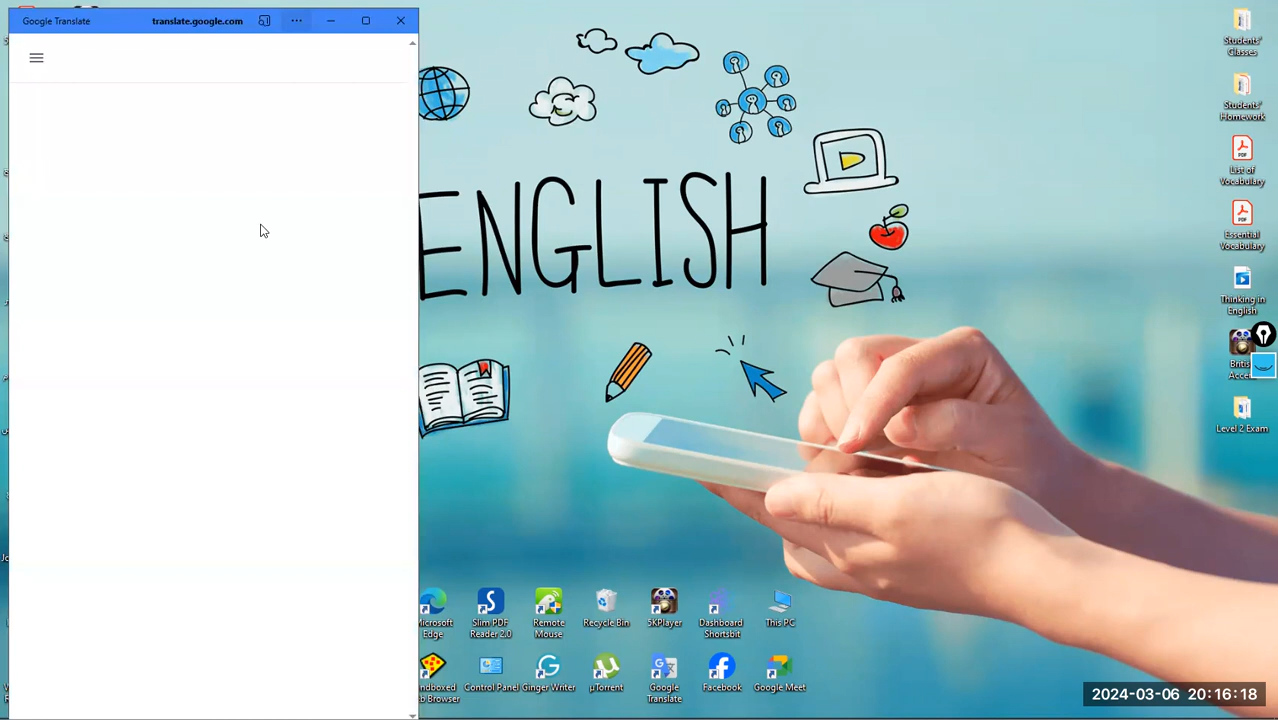 Google Translate
translate.google.com
ENGLISH
Students'
Classes
Students'
Homework
PDF
List of
Vocabulary
PDF
Essential
Vocabulary
Thinking in
English
Level 2 Exam
Microsoft
Edge
Slim PDF
Reader 2.0
Remote
Mouse
Recycle Bin
5KPlayer
Dashboard
Shortsbit
This PC
Control Panel
Ginger Writer
µTorrent
Google
Translate
Facebook
Google Meet
2024-03-06 20:16:18